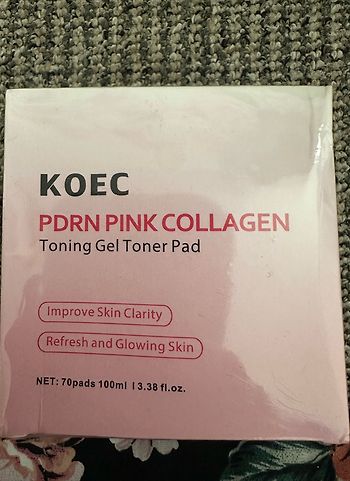 KOEC
PDRN PINK COLLAGEN
Toning Gel Toner Pad
Improve Skin Clarity
Refresh and Glowing Skin
NET: 70pads 100ml | 3.38 fl.oz.